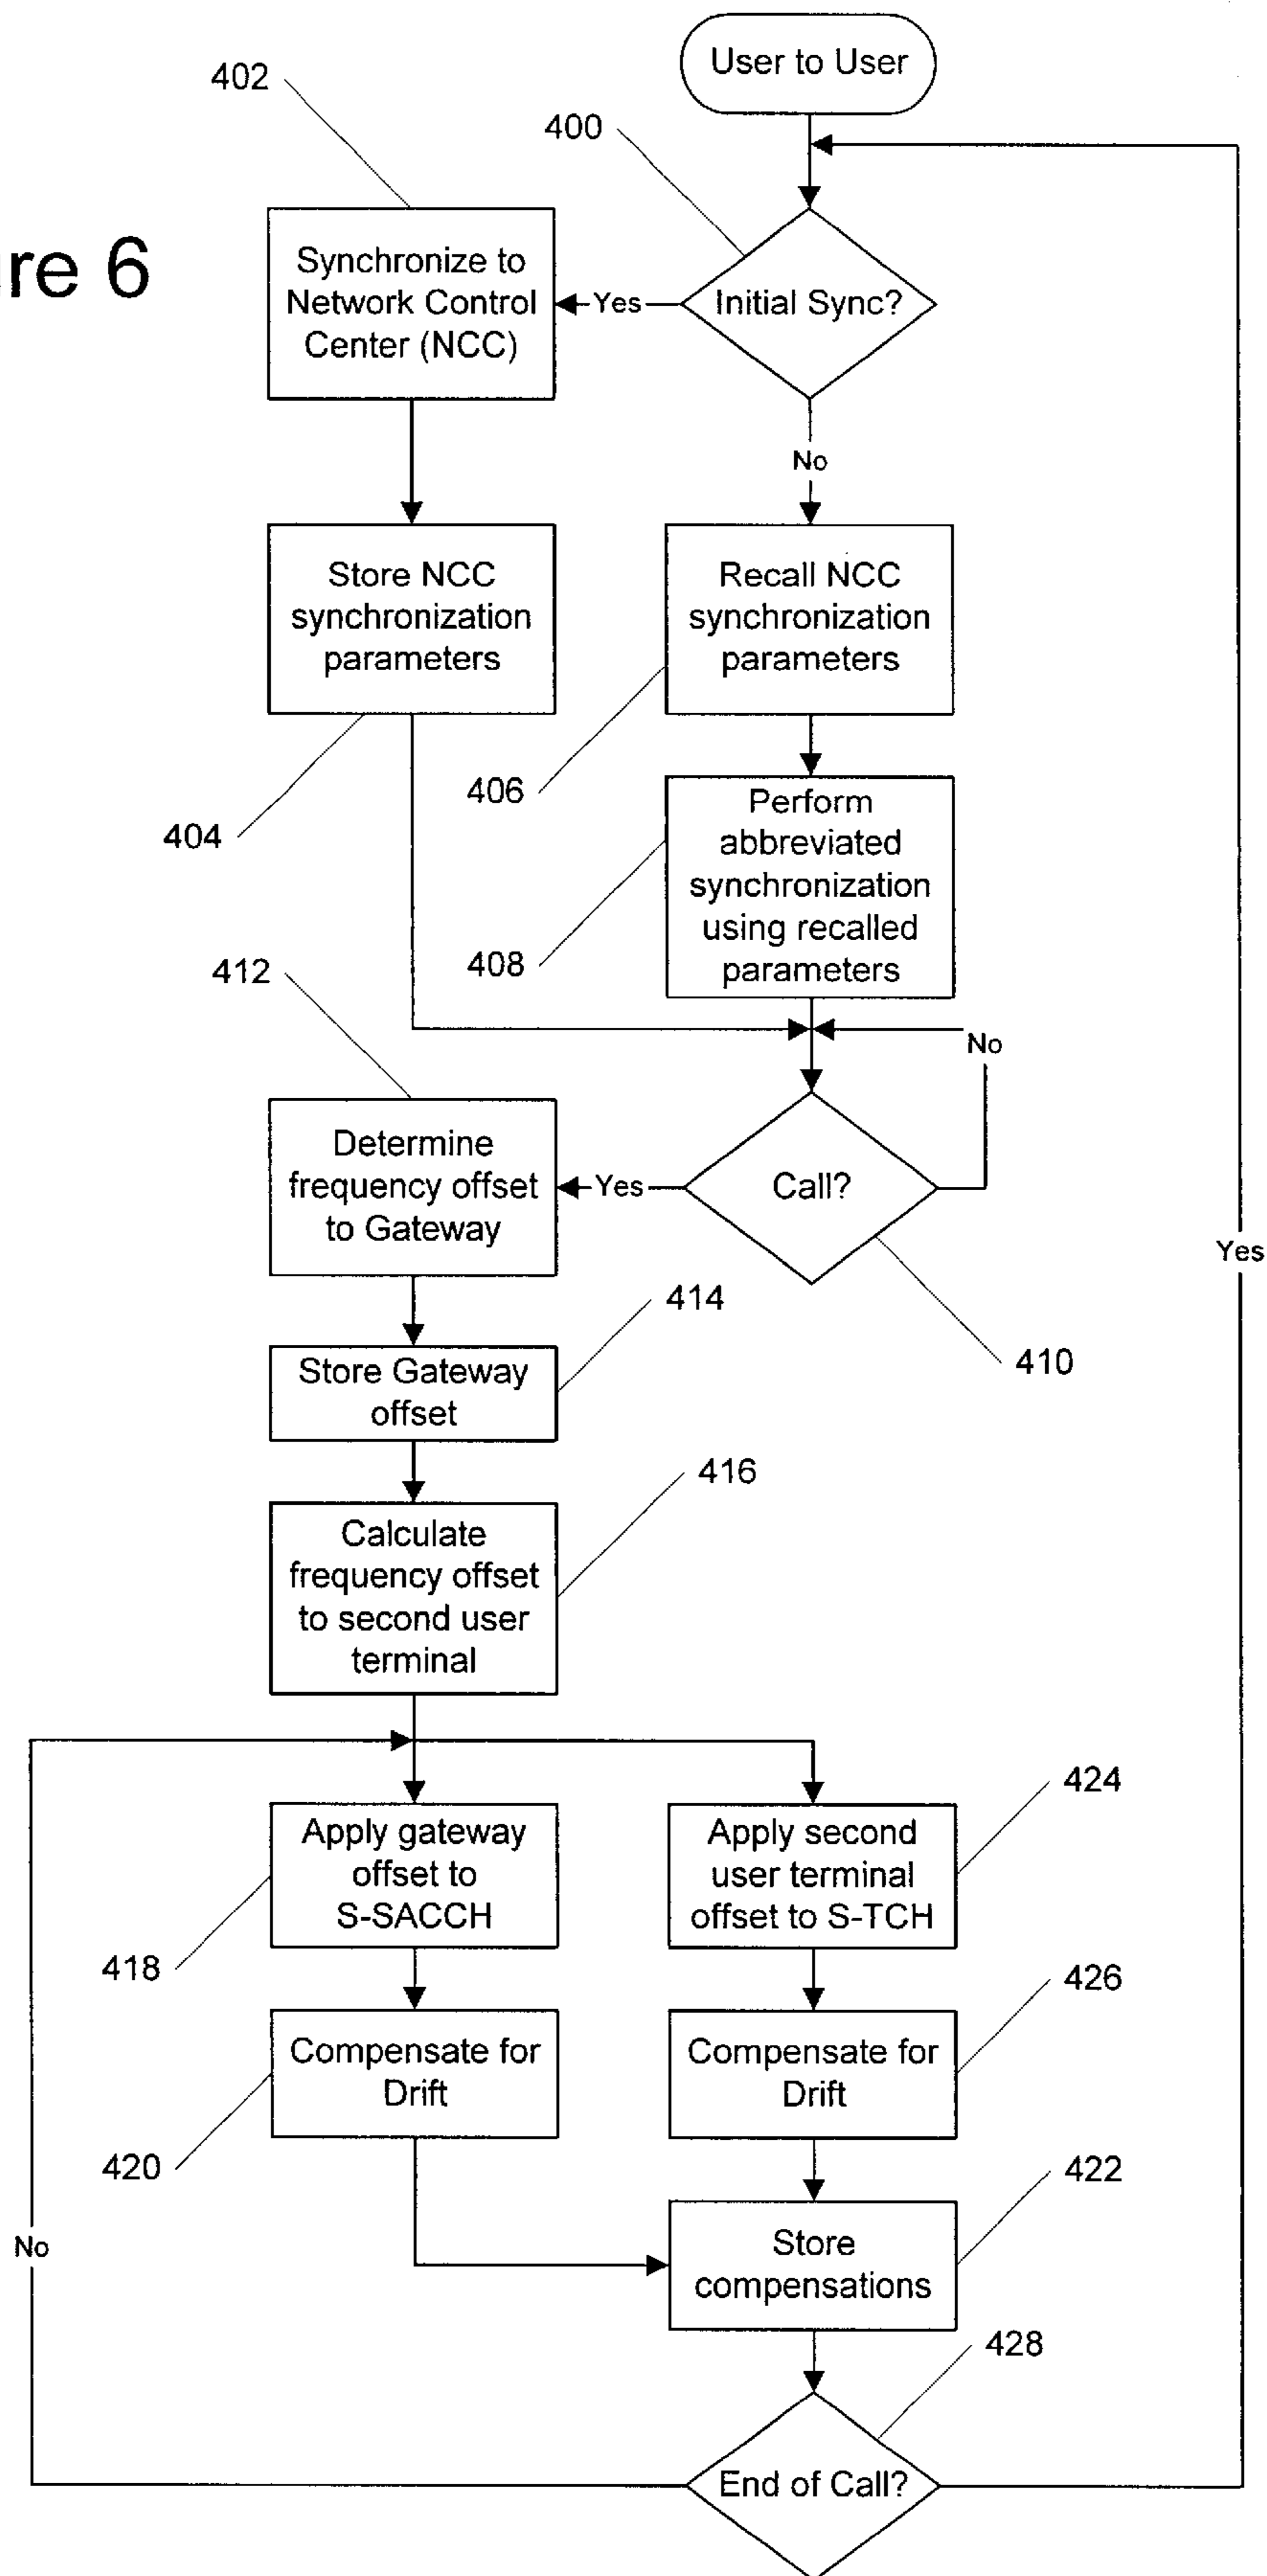 User to User
402
400
6
Synchronize to
Network Control
Center (NCC)
Yes
Initial Sync?
No
Store NCC
synchronization
parameters
Recall NCC
synchronization
parameters
406
404
Perform
abbreviated
synchronization
using recalled
parameters
408
412
No
Determine
frequency offset
to Gateway
Yes
Call?
Yes
414
410
Store Gateway
offset
416
Calculate
frequency offset
to second user
terminal
424
Apply gateway
offset to
S-SACCH
Apply second
user terminal
offset to S-TCH
418
426
Compensate for
Drift
Compensate for
Drift
420
422
No
Store
compensations
428
End of Call?